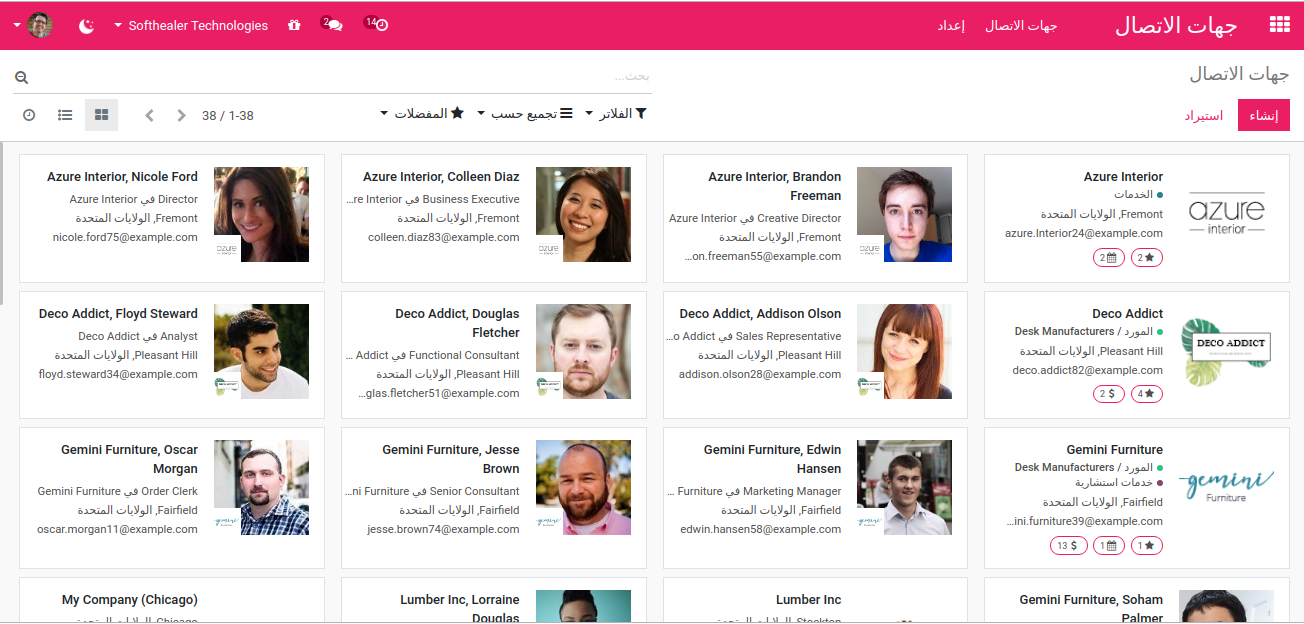 جهات الاتصال
جهات الاتصال
إعداد
14
2
Softhealer Technologies
جهات الاتصال
بحث...
إنشاء
استيراد
الفلاتر
تجميع حسب
المفضلات
38 / 1-38
azure
interior
Azure Interior
الخدمات
Fremont, الولايات المتحدة
azure.Interior24@example.com
2
2
Azure Interior, Brandon
Freeman
Creative Director في Azure Interior
Fremont, الولايات المتحدة
...on.freeman55@example.com
Azure Interior, Colleen Diaz
Business Executive في re Interior...
Fremont, الولايات المتحدة
colleen.diaz83@example.com
Azure Interior, Nicole Ford
Director في Azure Interior
Fremont, الولايات المتحدة
nicole.ford75@example.com
DECO ADDICT
Deco Addict
المورد / Desk Manufacturers
Pleasant Hill, الولايات المتحدة
deco.addict82@example.com
4
2 $
Deco Addict, Addison Olson
Sales Representative في o Addict...
Pleasant Hill, الولايات المتحدة
addison.olson28@example.com
Deco Addict, Douglas
Fletcher
Functional Consultant في Addict ...
Pleasant Hill, الولايات المتحدة
...glas.fletcher51@example.com
Deco Addict, Floyd Steward
Analyst في Deco Addict
Pleasant Hill, الولايات المتحدة
floyd.steward34@example.com
gemini
Furniture
Gemini Furniture
المورد / Desk Manufacturers
خدمات استشارية
Fairfield, الولايات المتحدة
...ini.furniture39@example.com
1
1
13 $
Gemini Furniture, Edwin
Hansen
Marketing Manager في Furniture ...
Fairfield, الولايات المتحدة
edwin.hansen58@example.com
Gemini Furniture, Jesse
Brown
Senior Consultant في ni Furniture...
Fairfield, الولايات المتحدة
jesse.brown74@example.com
Gemini Furniture, Oscar
Morgan
Order Clerk في Gemini Furniture
Fairfield, الولايات المتحدة
oscar.morgan11@example.com
Gemini Furniture, Soham
Palmer
Lumber Inc
Stockton, الولايات المتحدة
Lumber Inc, Lorraine
Douglas
My Company (Chicago)
Chicago, الولايات المتحدة